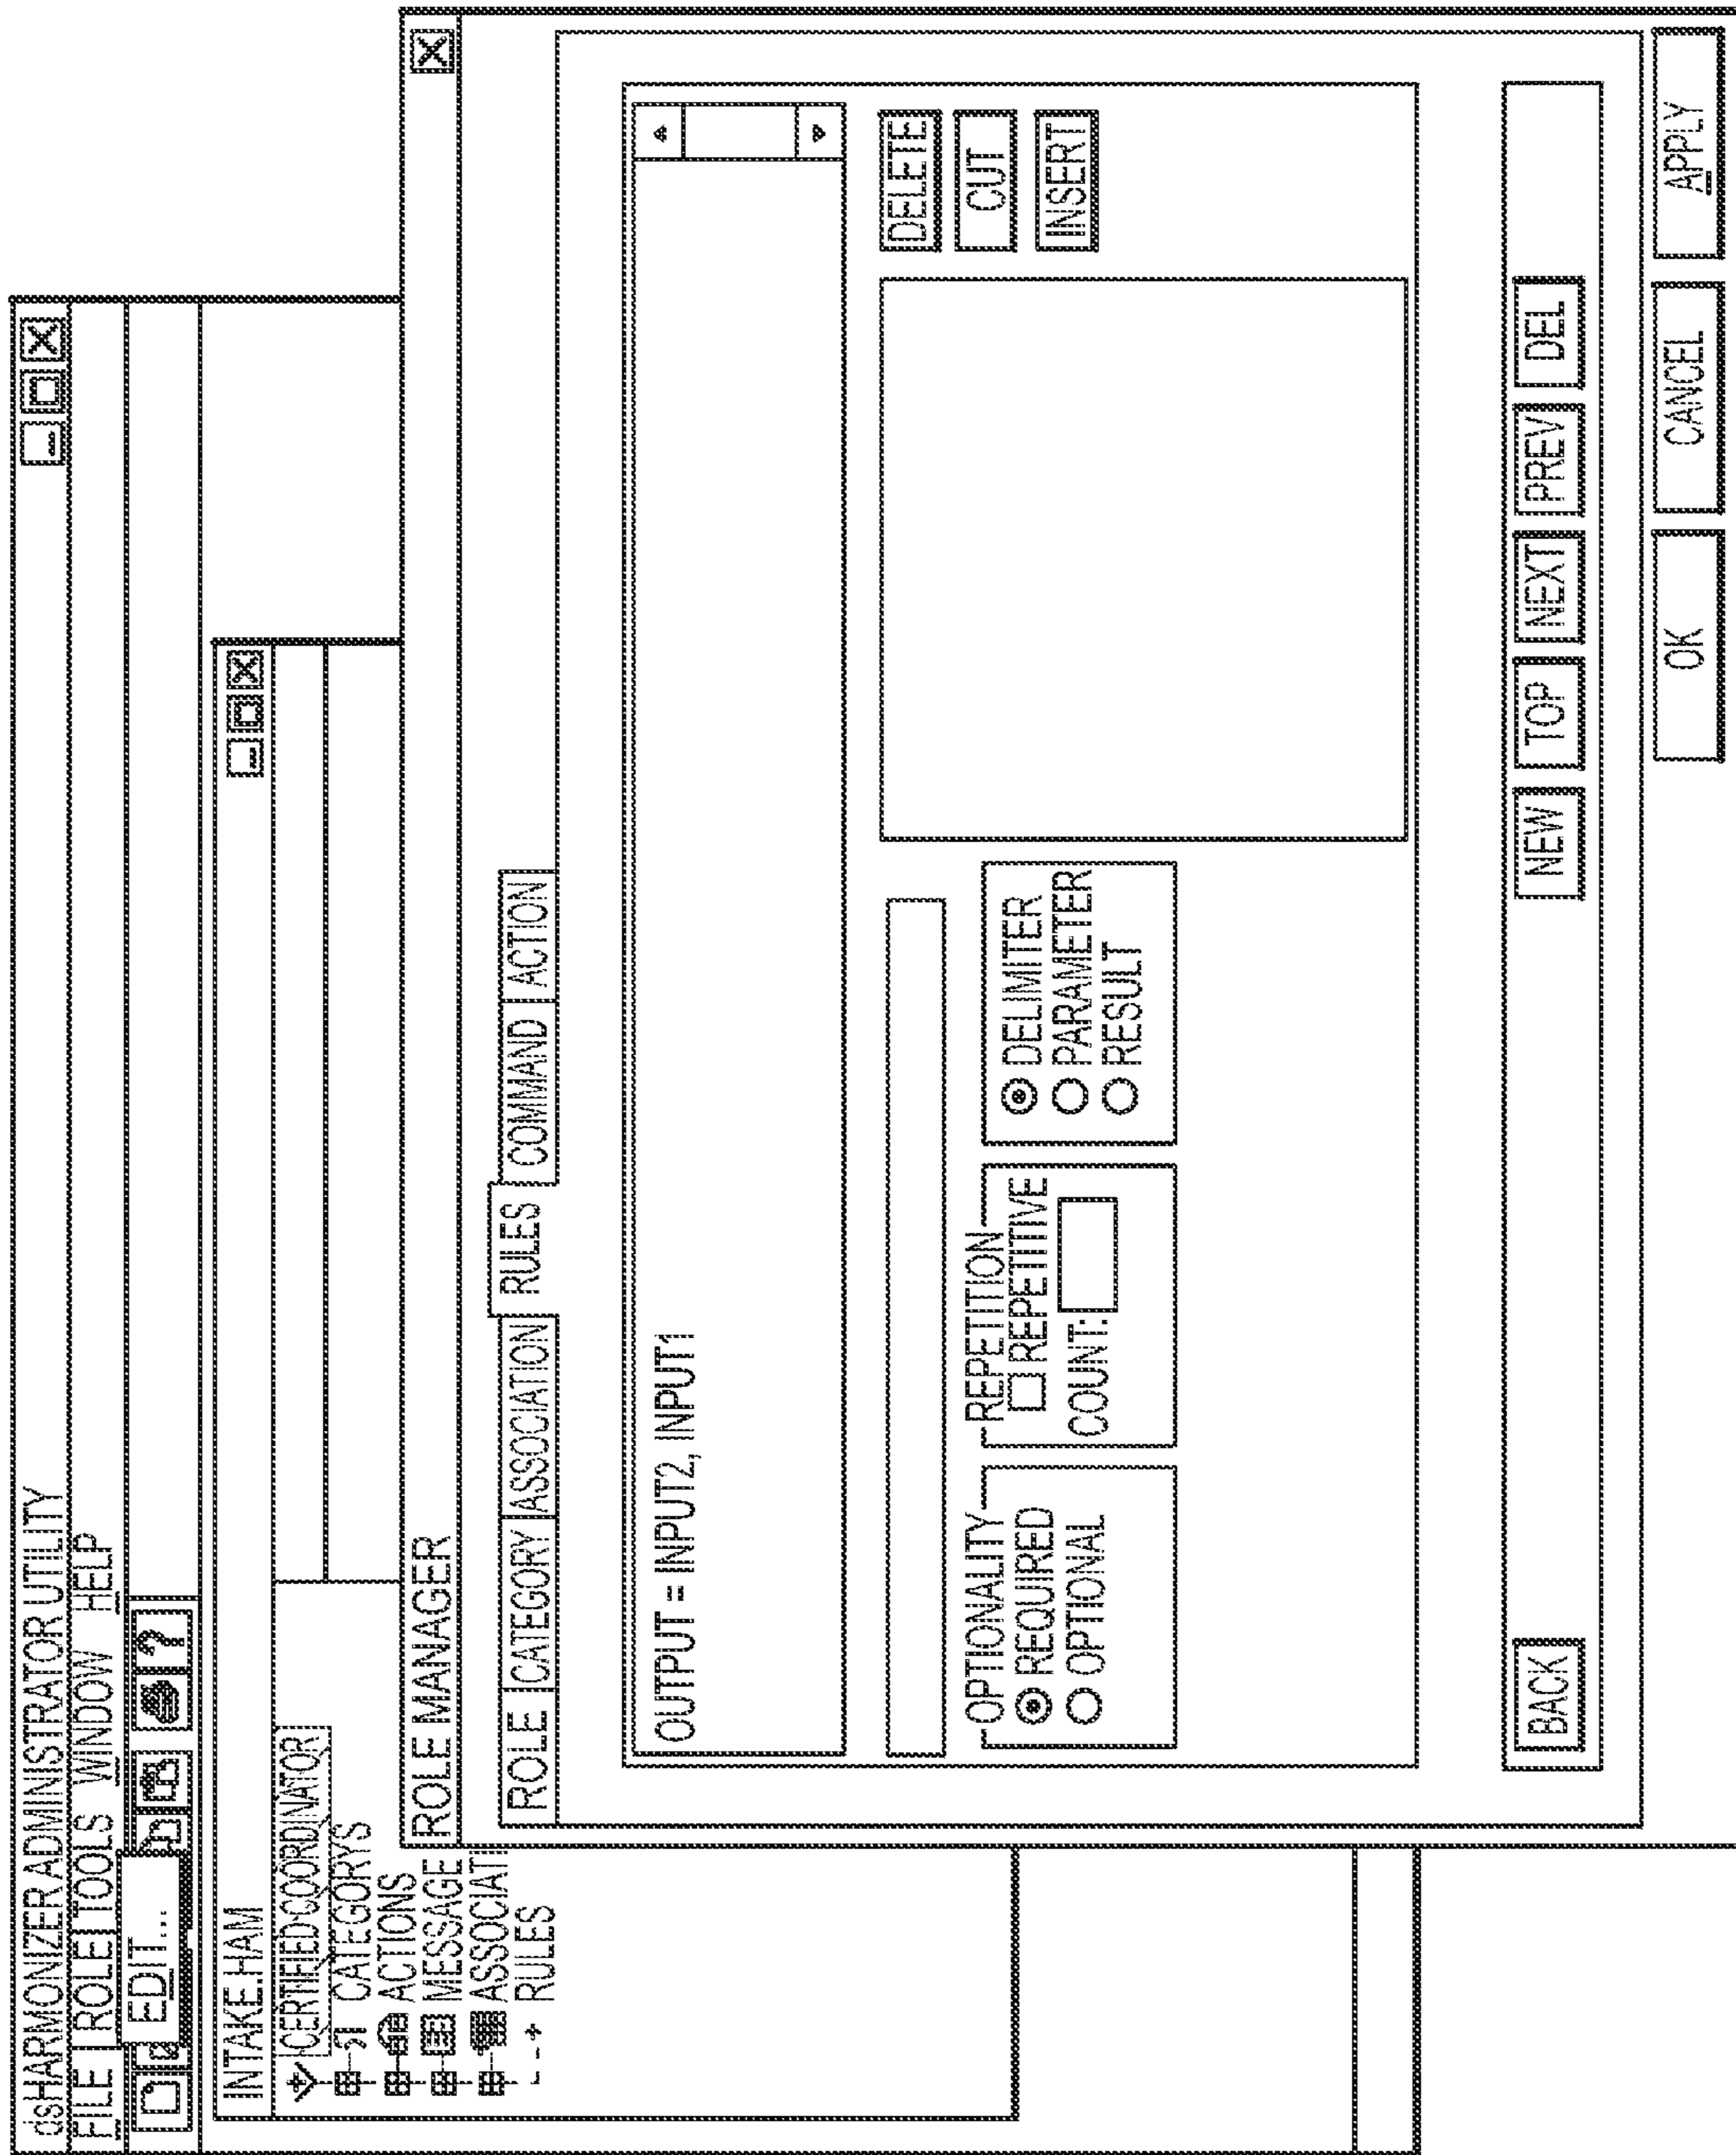 dsHARMONIZER ADMINISTRATOR UTILITY
FILE ROLE TOOLS WINDOW HELP
EDIT...
?
INTAKE.HAM
CERTIFIED COORDINATOR
CATEGORYS
ACTIONS
MESSAGE
ASSOCIAT
RULES
ROLE MANAGER
ROLE CATEGORY ASSOCIATION RULES COMMAND ACTION
OUTPUT = INPUT2, INPUT1
DELETE
CUT
INSERT
OPTIONALITY
REQUIRED
OPTIONAL
REPETITION
REPETITIVE
COUNT:
DELIMITER
PARAMETER
RESULT
BACK NEW TOP NEXT PREV DEL
OK CANCEL APPLY